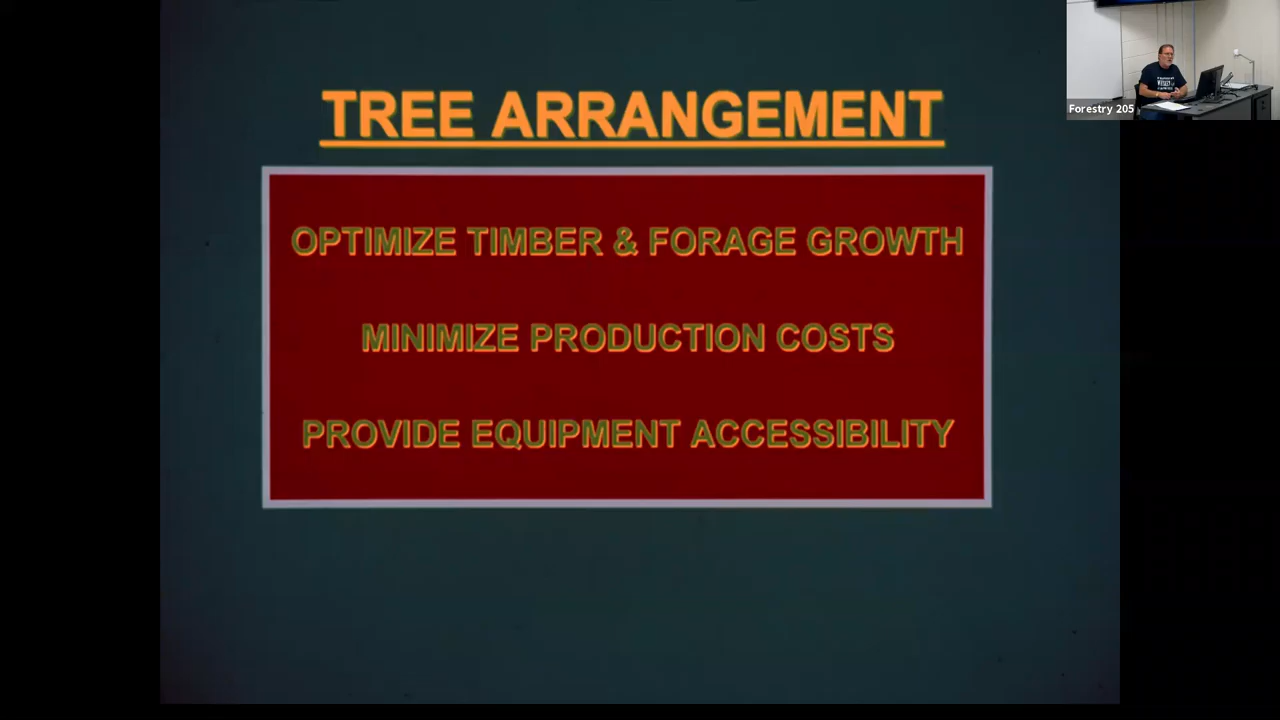 TREE ARRANGEMENT
OPTIMIZE TIMBER & FORAGE GROWTH
MINIMIZE PRODUCTION COSTS
PROVIDE EQUIPMENT ACCESSIBILITY
Forestry 205